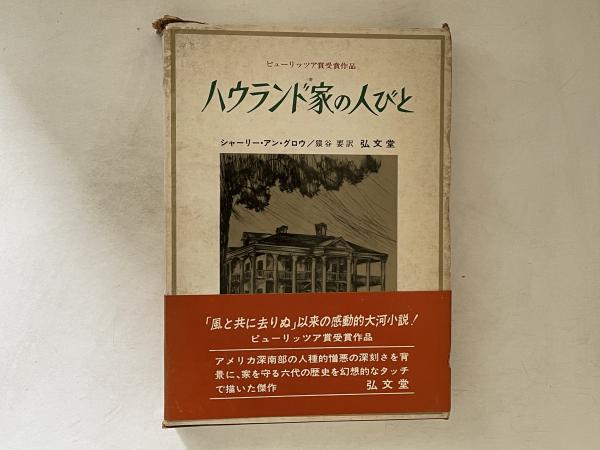 ピューリッツア賞受賞作品
ハウランド家の人びと
シャーリー・アン・グロウ/猿谷 要訳 弘文堂
「風と共に去りぬ」以来の感動的大河小説!
ピューリッツア賞受賞作品
アメリカ深南部の人種的憎悪の深刻さを背
景に、家を守る六代の歴史を幻想的なタッチ
で描いた傑作 弘文堂